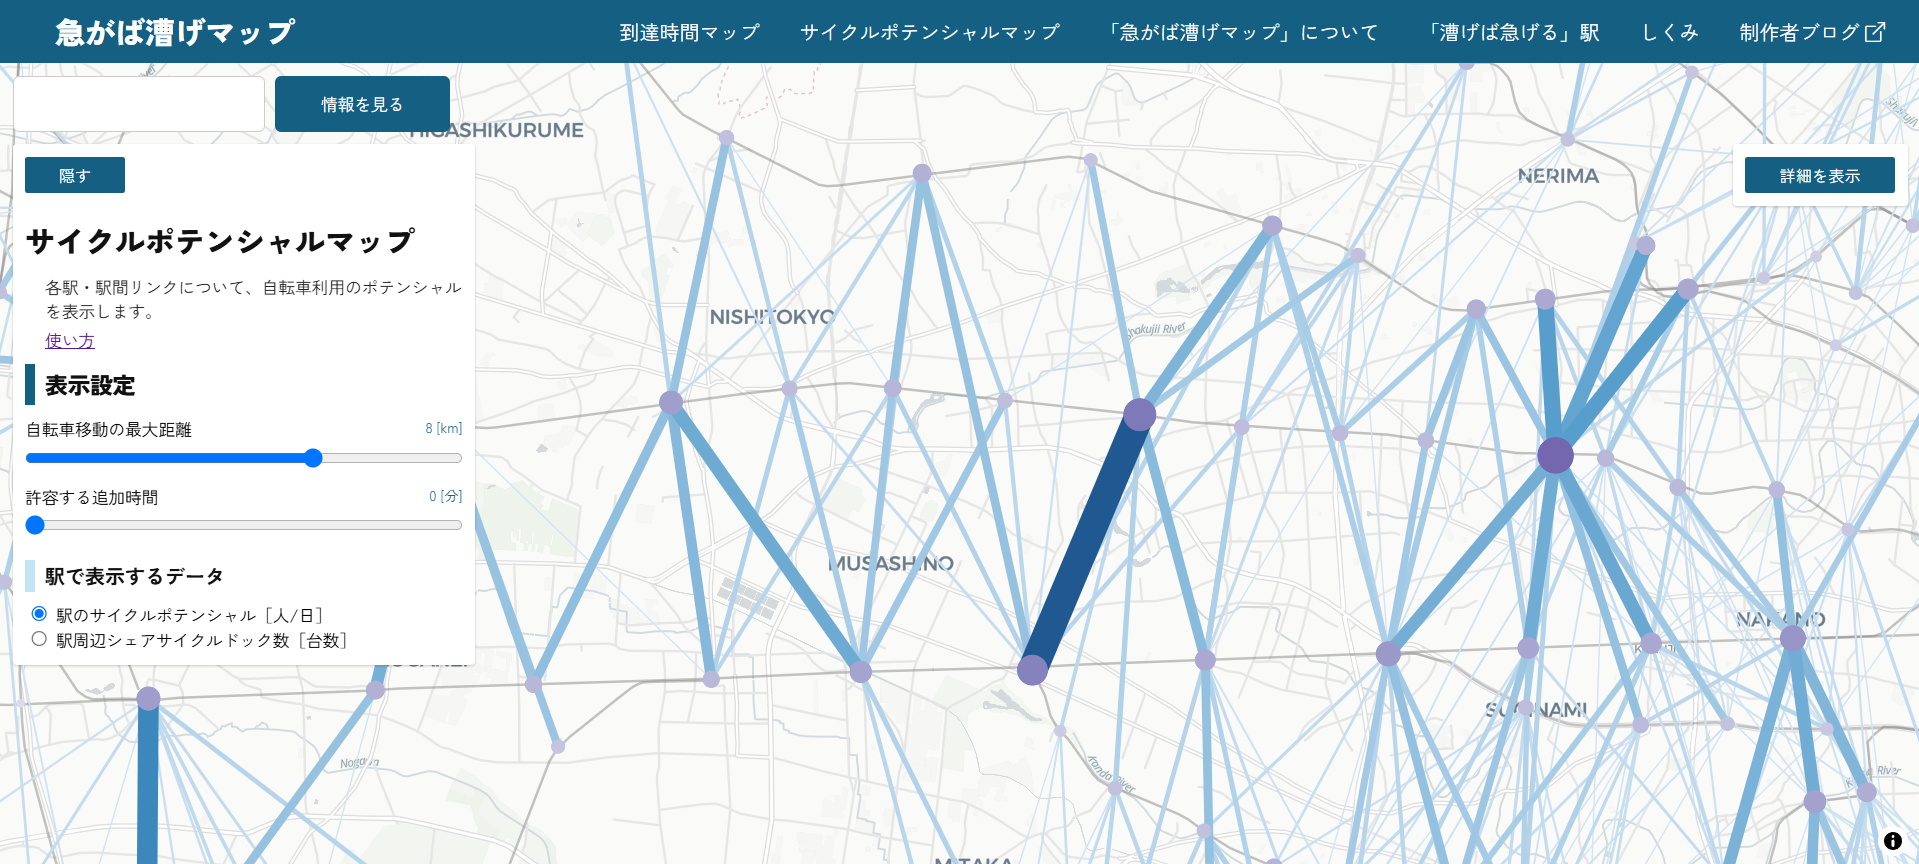 急がば漕げマップ
到達時間マップ
サイクルポテンシャルマップ
「急がば漕げマップ」について
「漕げば急げる」駅
しくみ
制作者ブログ
情報を見る
HIGASHIKURUME
隠す
詳細を表示
NERIMA
サイクルポテンシャルマップ
各駅・駅間リンクについて、自転車利用のポテンシャル
を表示します。
使い方
NISHITOKYO
Shakujii River
表示設定
自転車移動の最大距離
8 [km]
許容する追加時間
0 [分]
MUSASHINO
駅で表示するデータ
駅のサイクルポテンシャル［人/日］
駅周辺シェアサイクルドック数［台数］
NAKANO
SUGINAMI
Kanda River
River
MITAKA